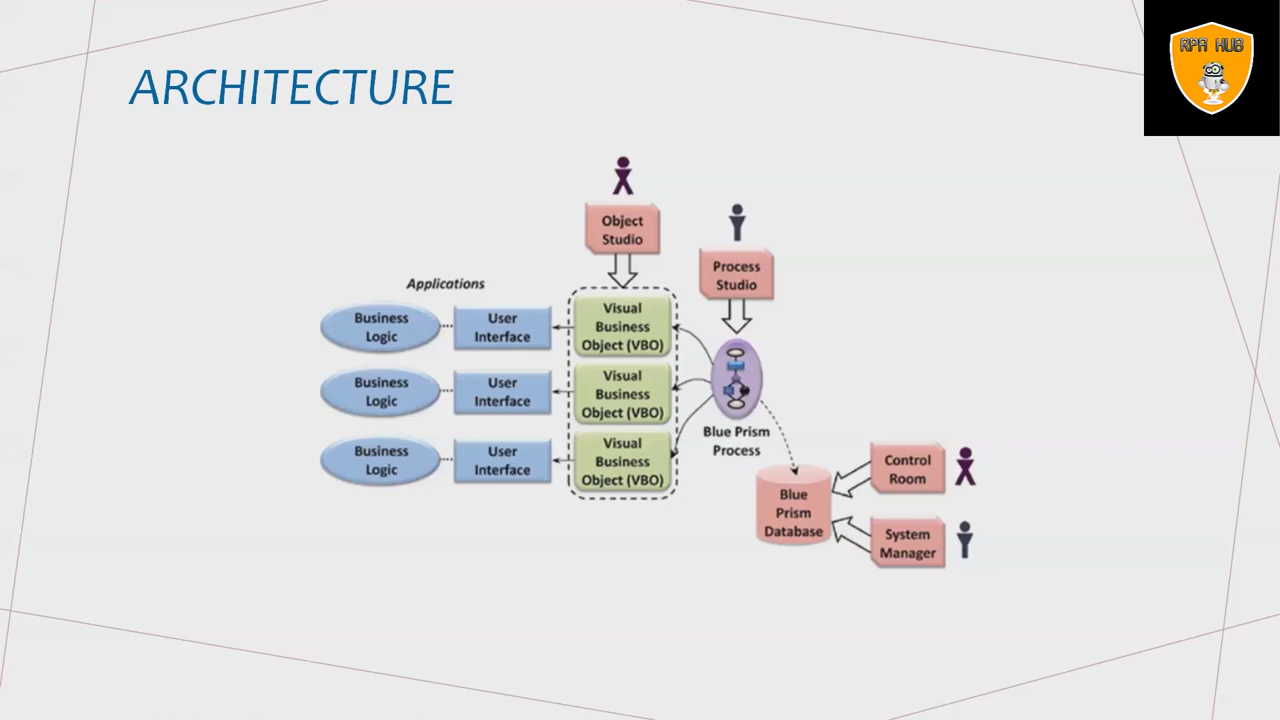 ARCHITECTURE
RPA HUB
Object
Studio
Process
Studio
Applications
Business
Logic
User
Interface
Visual
Business
Object (VBO)
Business
Logic
User
Interface
Visual
Business
Object (VBO)
Business
Logic
User
Interface
Visual
Business
Object (VBO)
Blue Prism
Process
Blue
Prism
Database
Control
Room
System
Manager